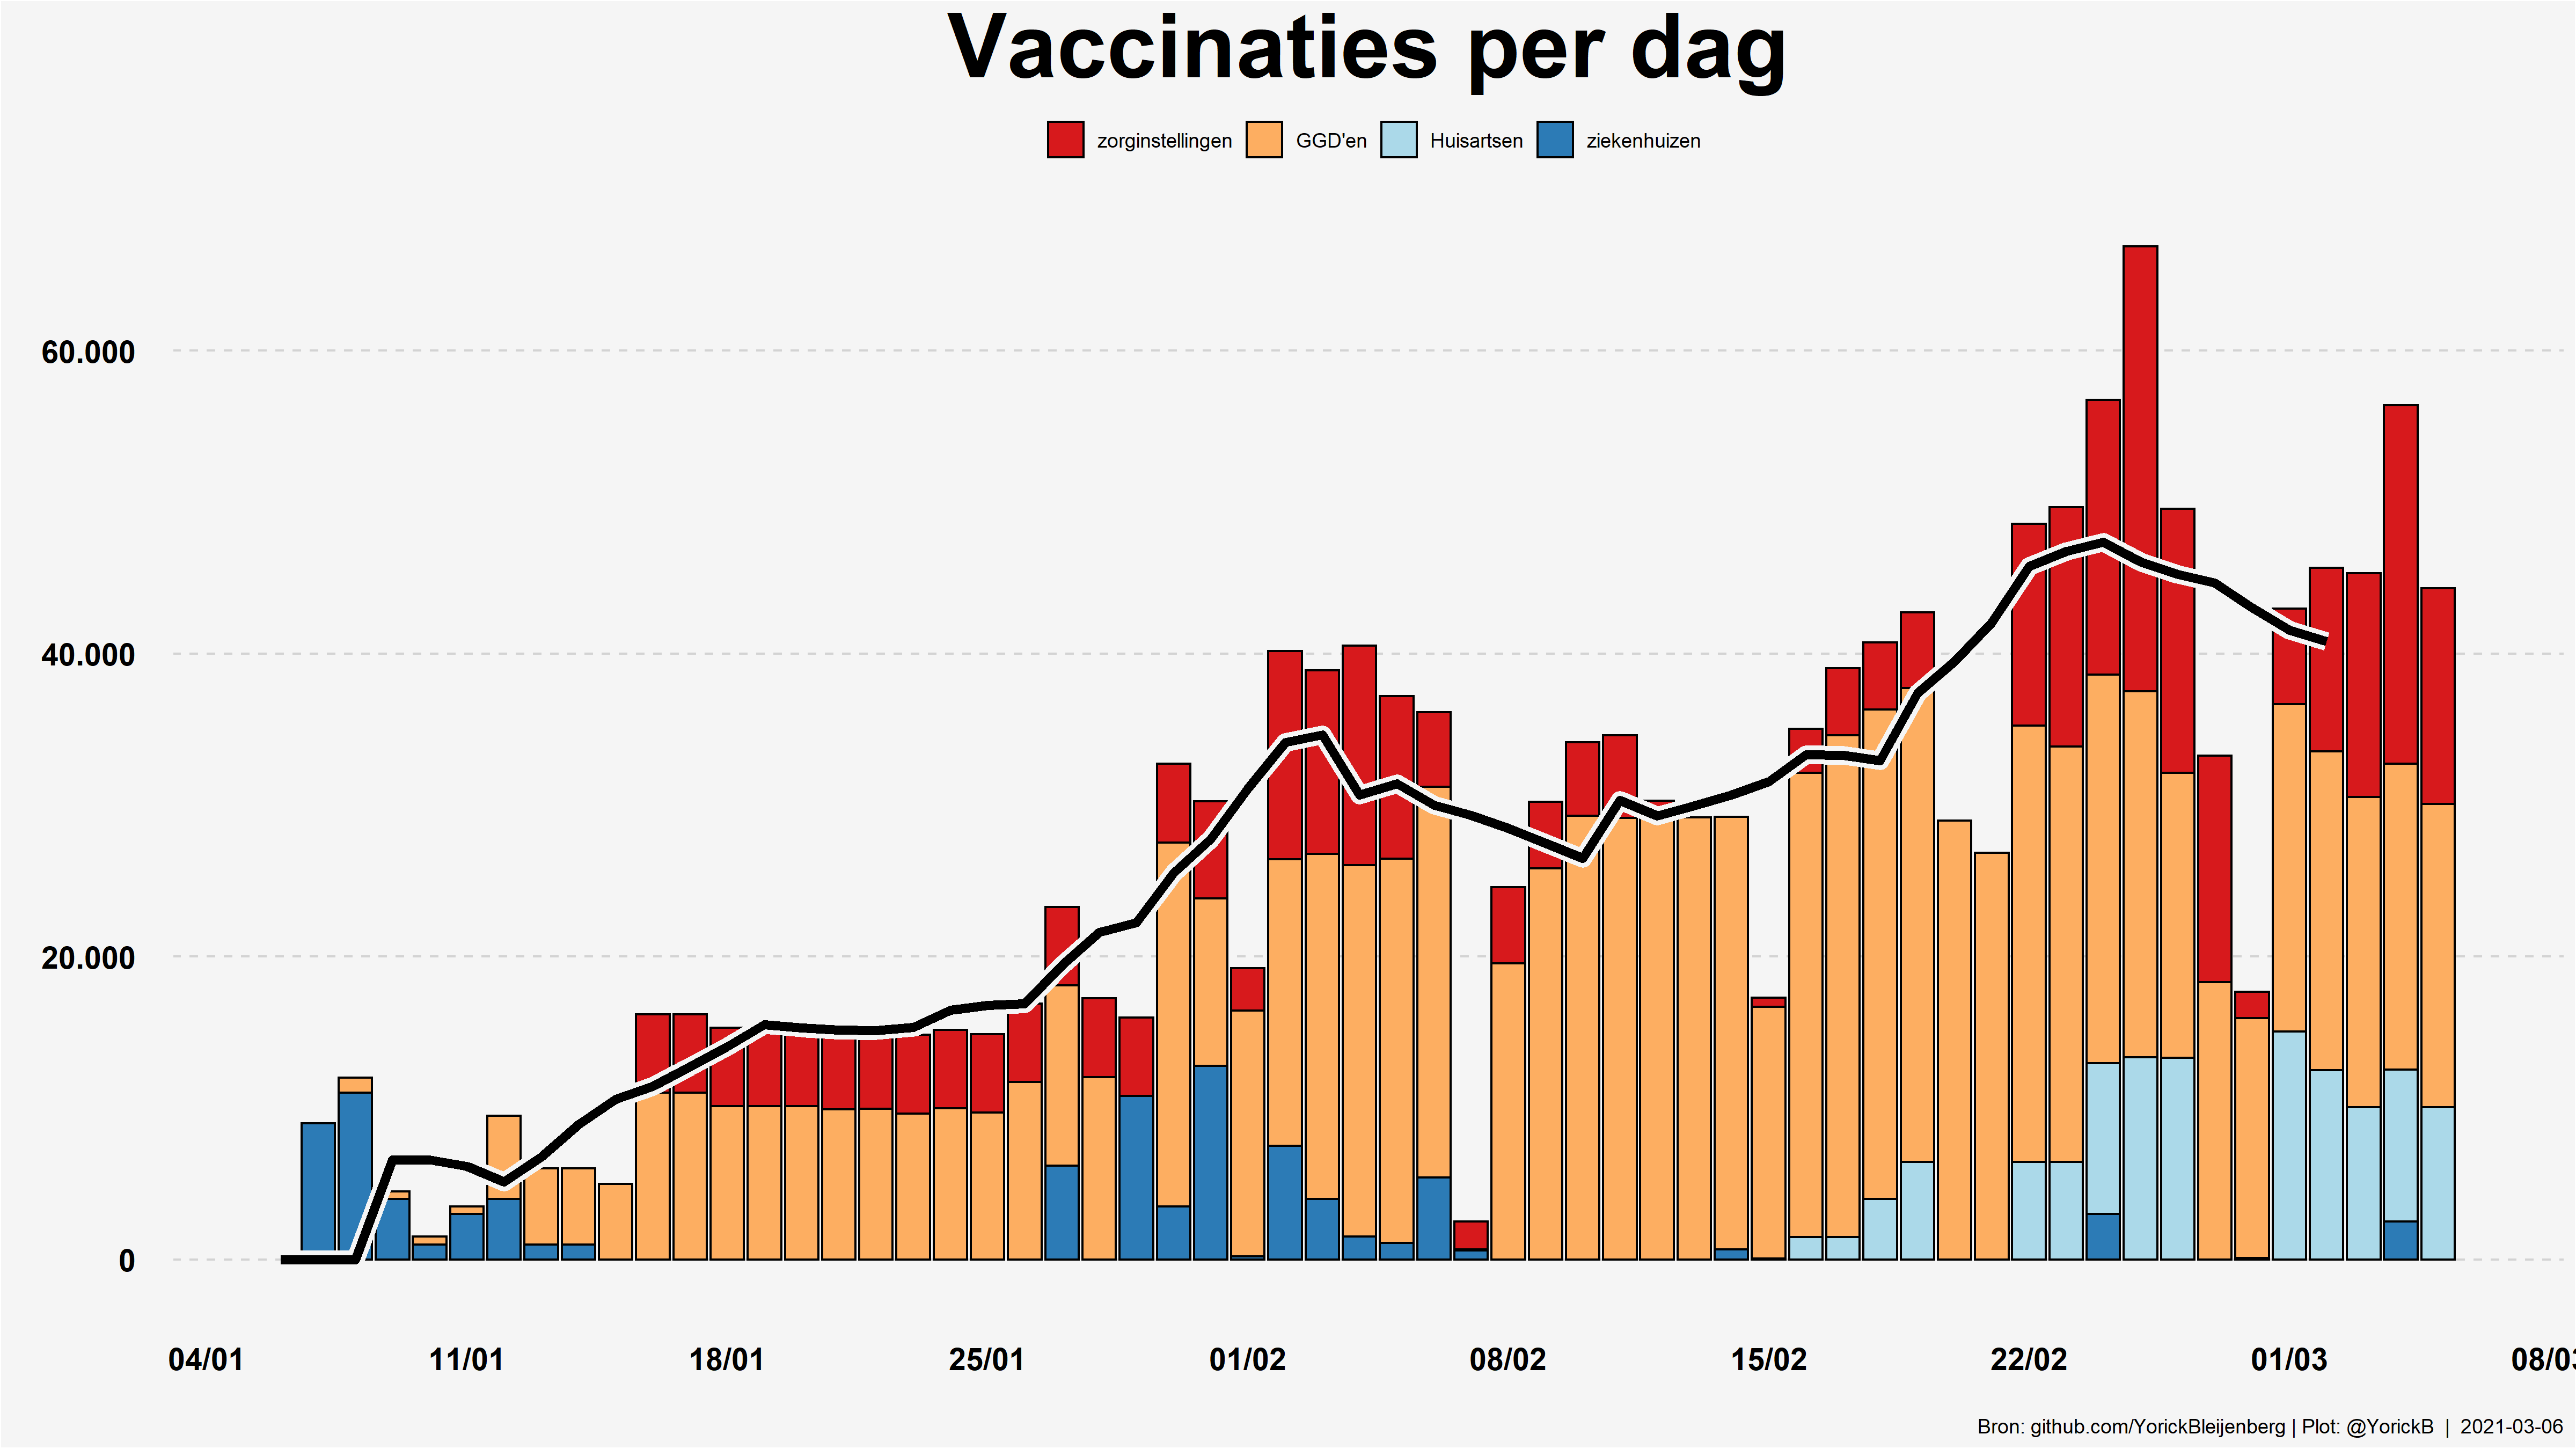 Vaccinaties per dag
zorginstellingen GGD'en Huisartsen ziekenhuizen
60.000
40.000
20.000
0
04/01 11/01 18/01 25/01 01/02 08/02 15/02 22/02 01/03 08/03
Bron: github.com/YorickBleijenberg | Plot: @YorickB | 2021-03-06